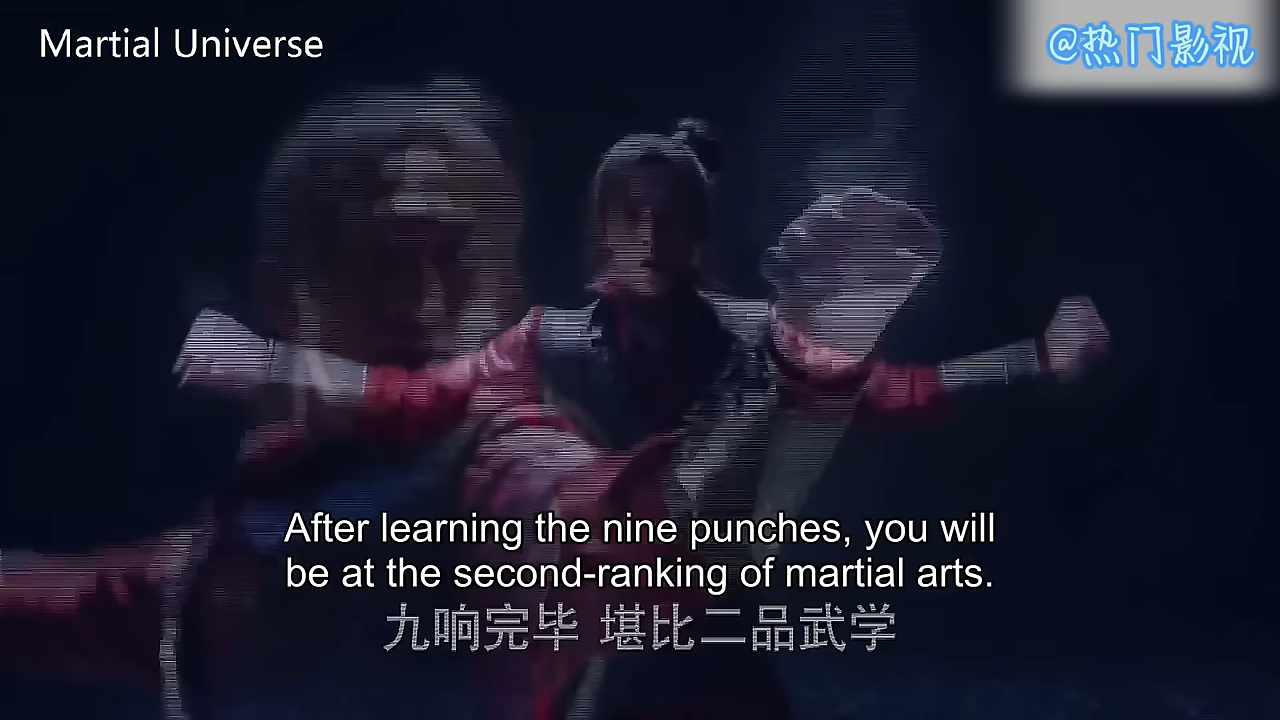 Martial Universe
@热门影视
After learning the nine punches, you will
be at the second-ranking of martial arts.
九响完毕 堪比二品武学